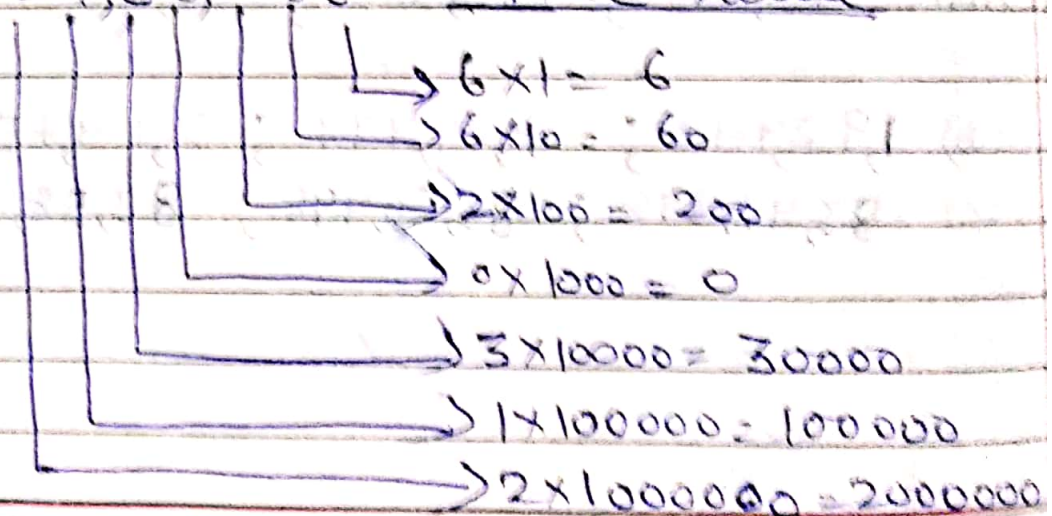 6 × 1 = 6
6 × 10 = 60
2 × 100 = 200
0 × 1000 = 0
3 × 10000 = 30000
1 × 100000 = 100000
2 × 1000000 = 2000000